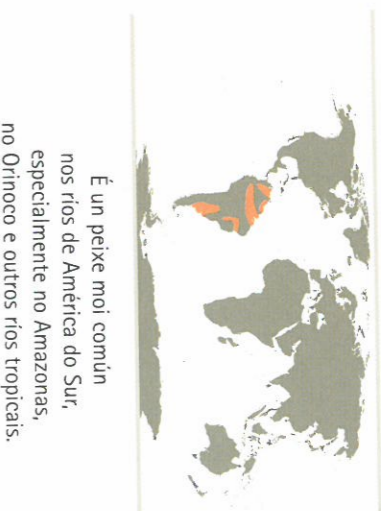 É un peixe moi común
nos ríos de América do Sur,
especialmente no Amazonas,
no Orinoco e outros ríos tropicais.